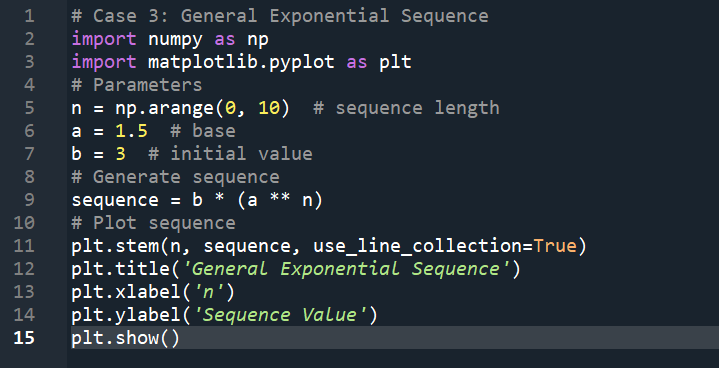 1 # Case 3: General Exponential Sequence
2 import numpy as np
3 import matplotlib.pyplot as plt
4 # Parameters
5 n = np.arange(0, 10)  # sequence length
6 a = 1.5  # base
7 b = 3  # initial value
8 # Generate sequence
9 sequence = b * (a ** n)
10 # Plot sequence
11 plt.stem(n, sequence, use_line_collection=True)
12 plt.title('General Exponential Sequence')
13 plt.xlabel('n')
14 plt.ylabel('Sequence Value')
15 plt.show()